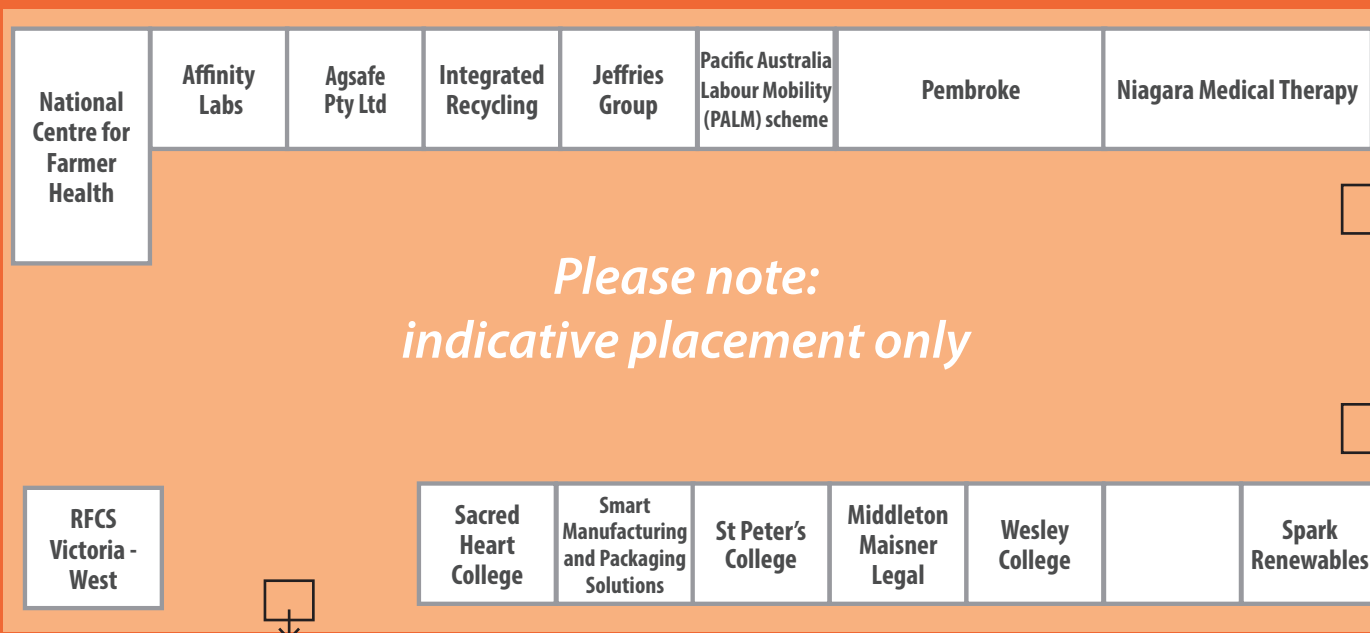 National
Centre for
Farmer
Health
Affinity
Labs
Agsafe
Pty Ltd
Integrated
Recycling
Jeffries
Group
Pacific Australia
Labour Mobility
(PALM) scheme
Pembroke
Niagara Medical Therapy
Please note:
indicative placement only
RFCS
Victoria -
West
Sacred
Heart
College
Smart
Manufacturing
and Packaging
Solutions
St Peter's
College
Middleton
Maisner
Legal
Wesley
College
Spark
Renewables